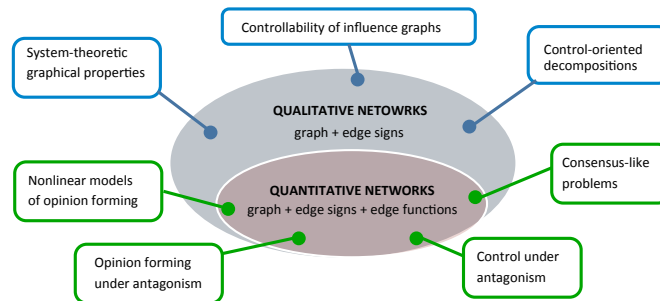 Controllability of influence graphs
System-theoretic
graphical properties
Control-oriented
decompositions
QUALITATIVE NETOWRKS
graph + edge signs
Nonlinear models
of opinion forming
Consensus-like
problems
QUANTITATIVE NETWORKS
graph + edge signs + edge functions
Opinion forming
under antagonism
Control under
antagonism